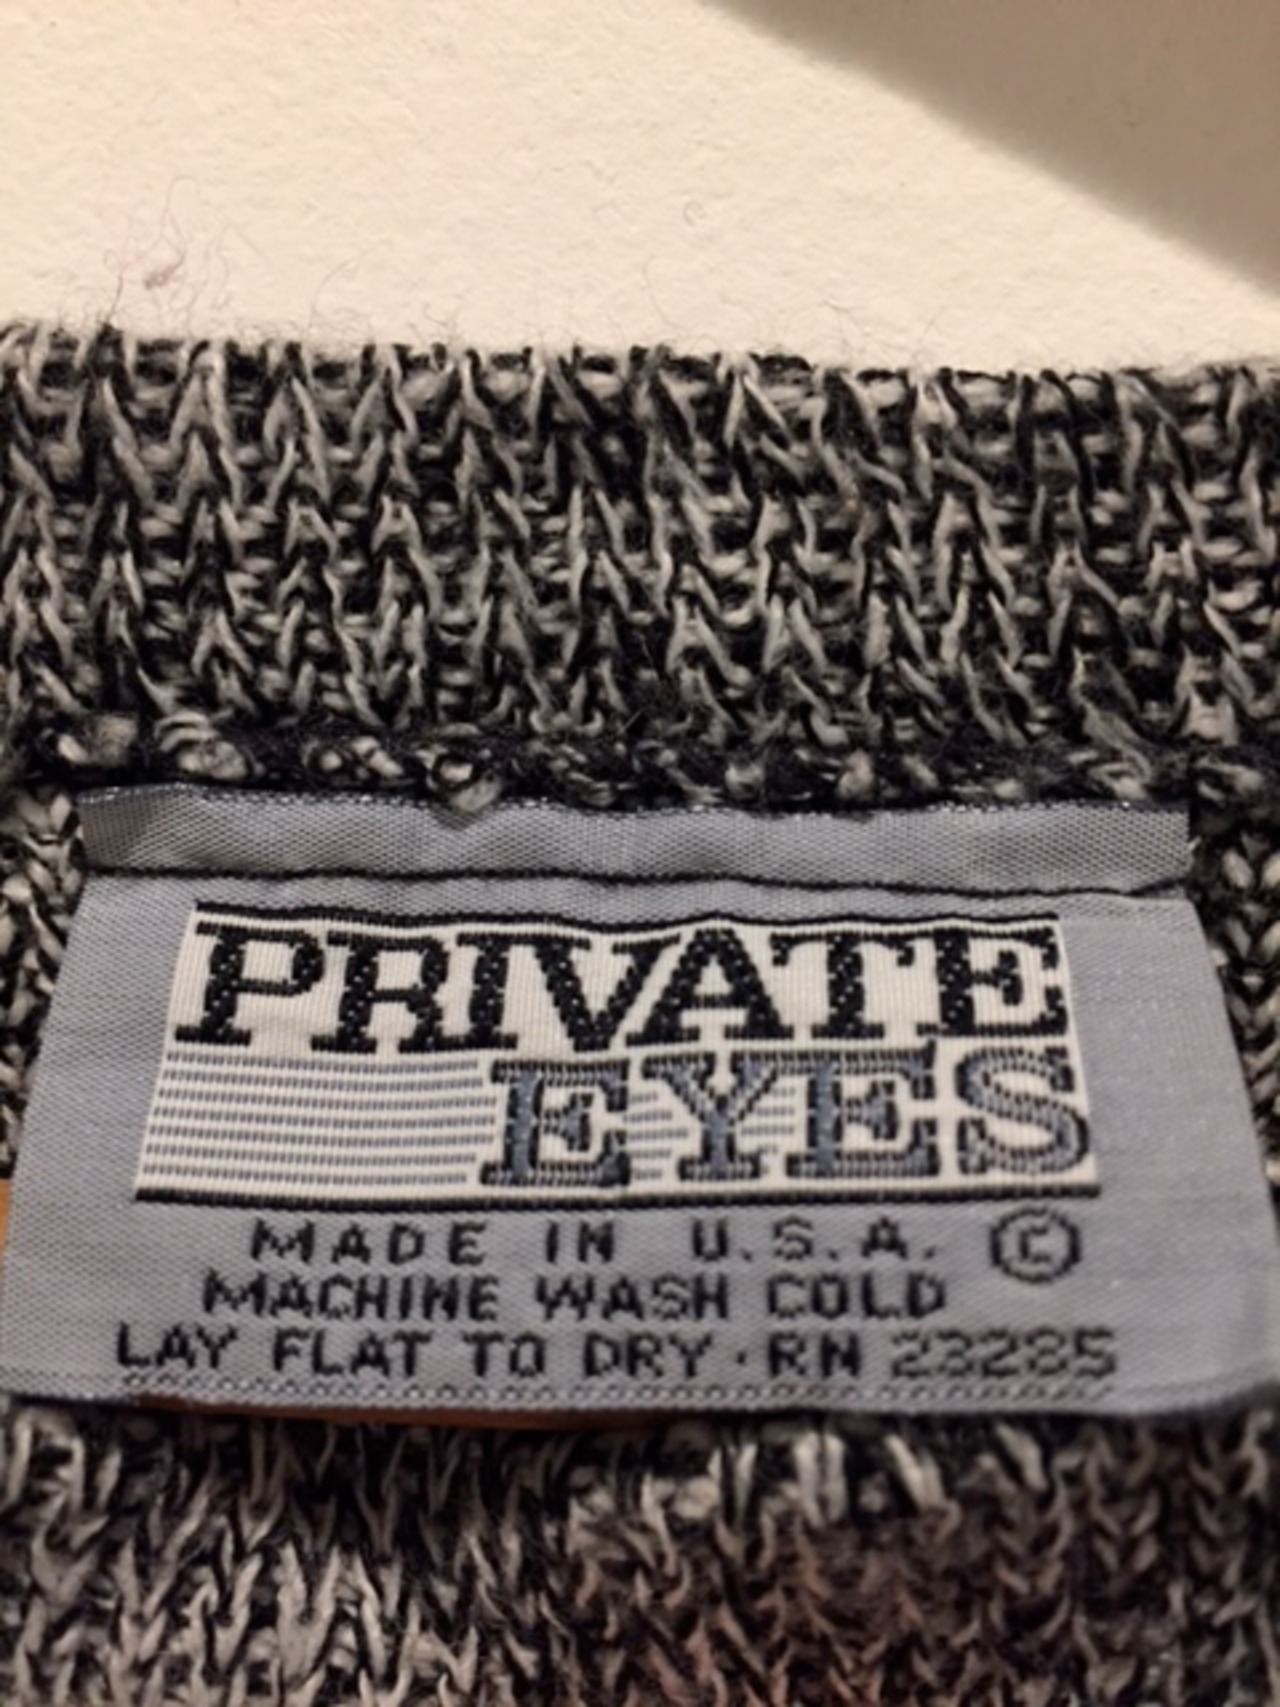 PRIVATE
EYES
MADE IN U.S.A. ©
MACHINE WASH COLD
LAY FLAT TO DRY · RN 23285